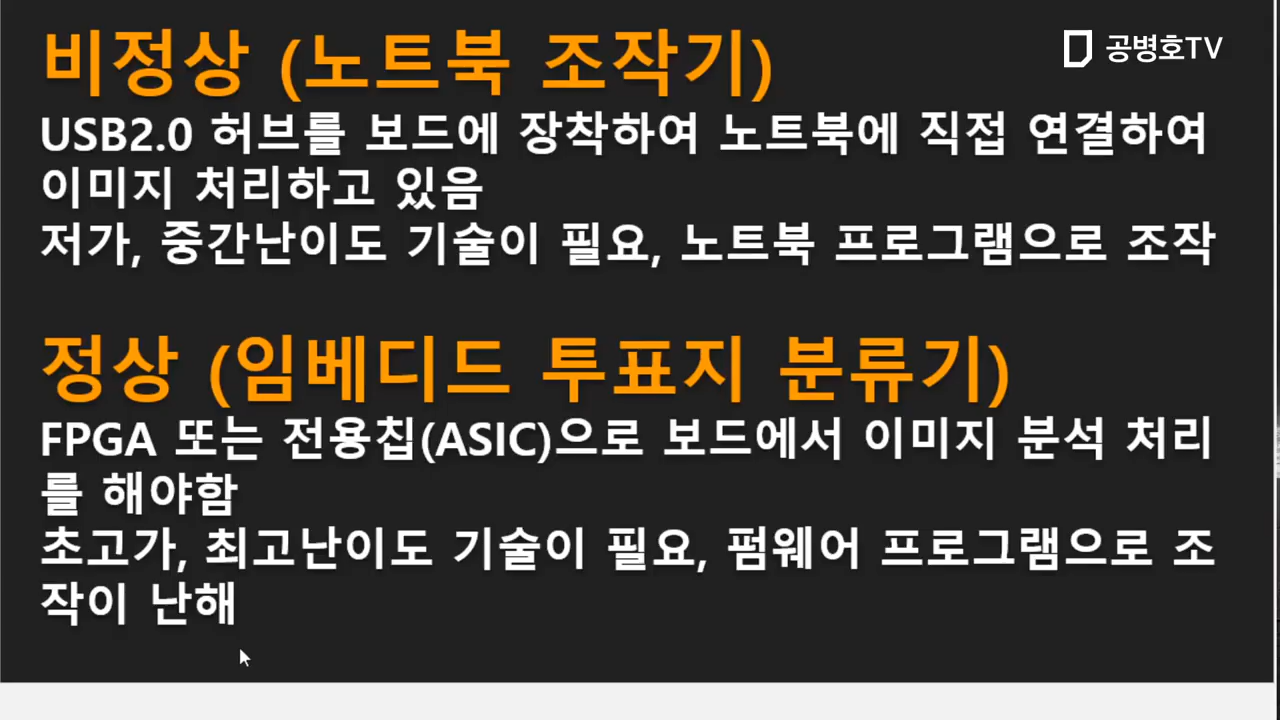 비정상 (노트북 조작기)
공병호TV
USB2.0 허브를 보드에 장착하여 노트북에 직접 연결하여
이미지 처리하고 있음
저가, 중간난이도 기술이 필요, 노트북 프로그램으로 조작
정상 (임베디드 투표지 분류기)
FPGA 또는 전용칩(ASIC)으로 보드에서 이미지 분석 처리
를 해야함
초고가, 최고난이도 기술이 필요, 펌웨어 프로그램으로 조
작이 난해